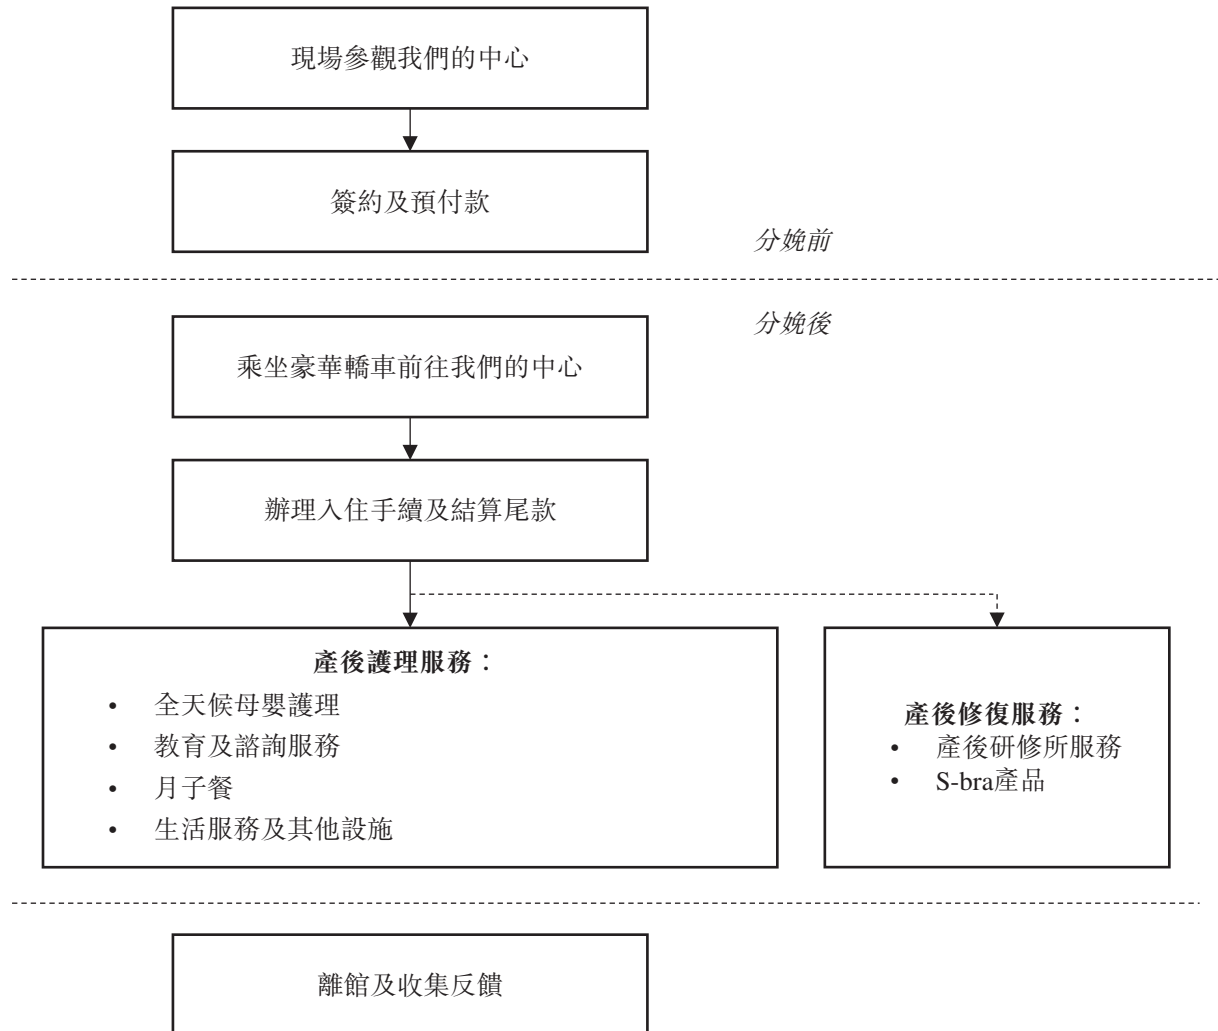 現場參觀我們的中心
簽約及預付款
分娩前
分娩後
乘坐豪華轎車前往我們的中心
辦理入住手續及結算尾款
產後護理服務：
• 全天候母嬰護理
• 教育及諮詢服務
• 月子餐
• 生活服務及其他設施
產後修復服務：
• 產後研修所服務
• S-bra產品
離館及收集反饋